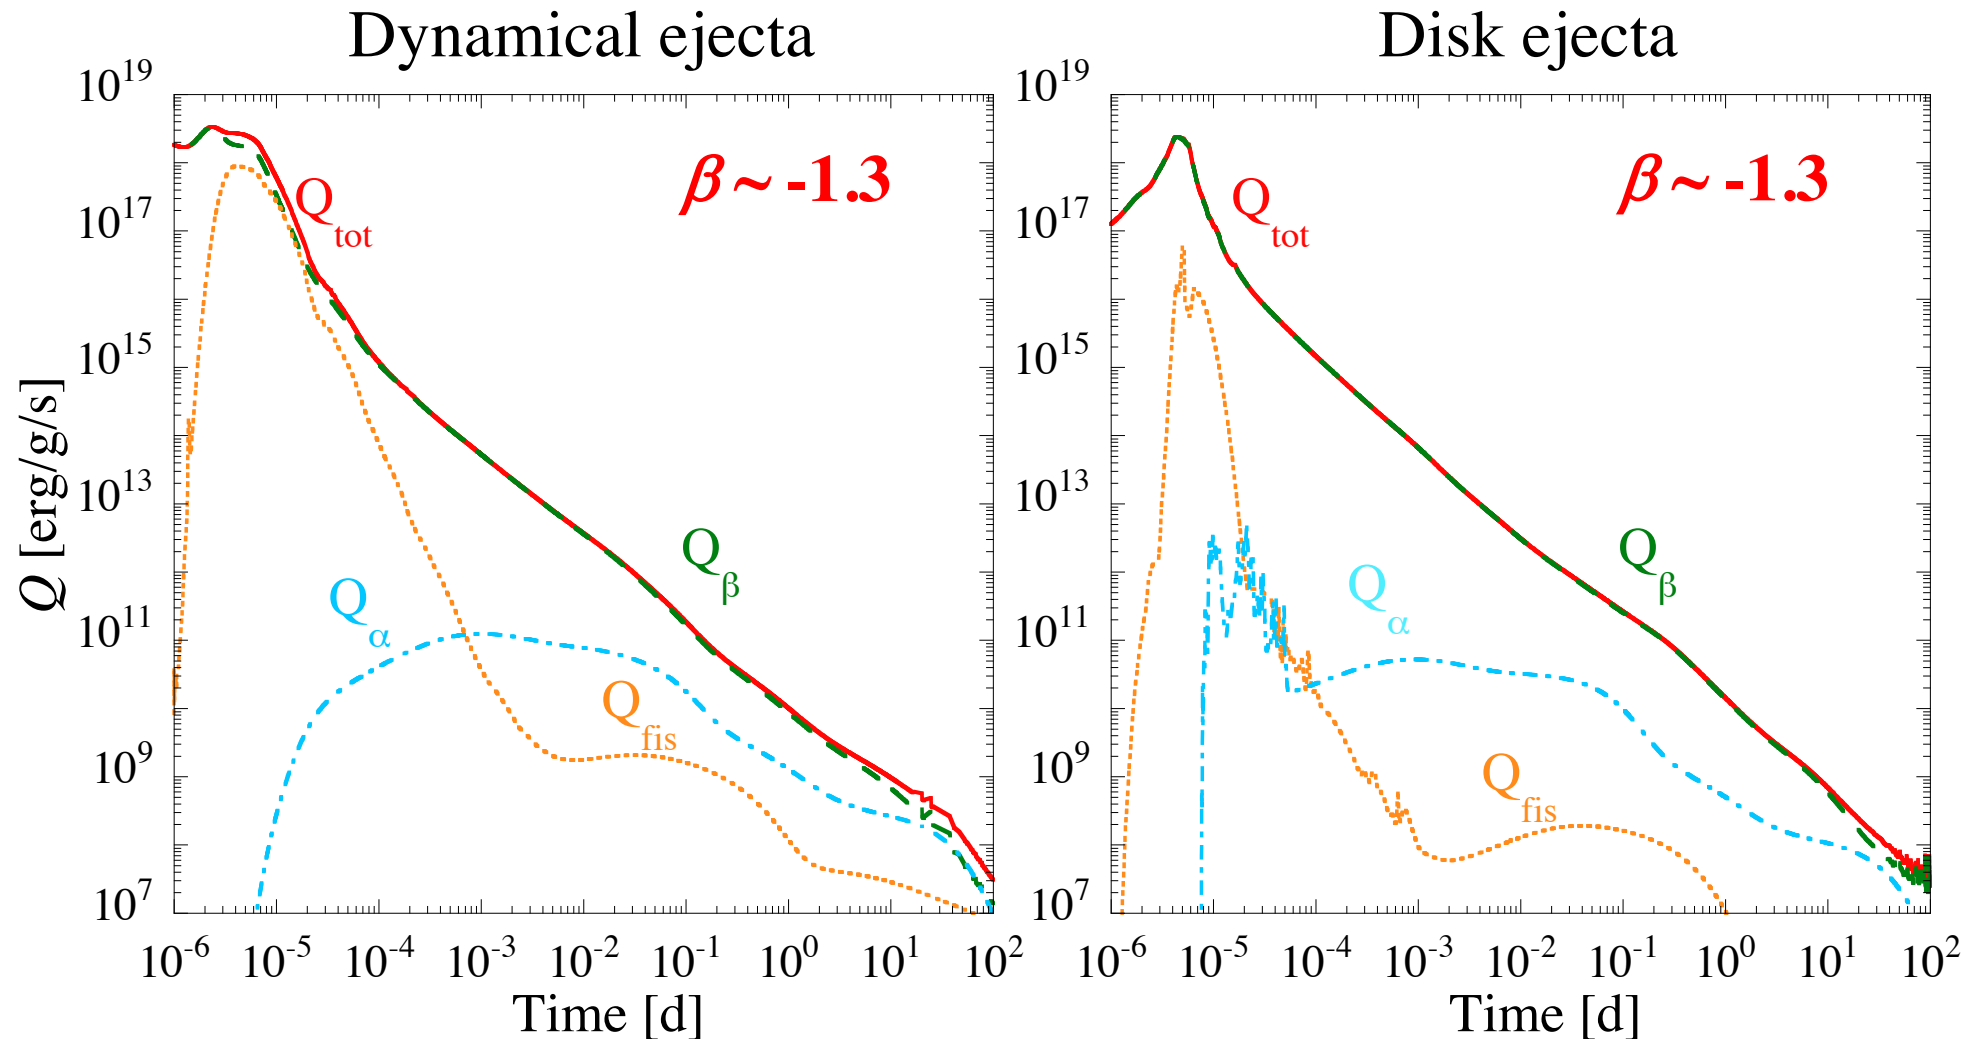 Dynamical ejecta
Disk ejecta
Q [erg/g/s]
10^19
10^17
10^15
10^13
10^11
10^9
10^7
β ~ -1.3
Q_tot
Q_β
Q_α
Q_fis
10^-6 10^-5 10^-4 10^-3 10^-2 10^-1 10^0 10^1 10^2
Time [d]
10^19
10^17
10^15
10^13
10^11
10^9
10^7
β ~ -1.3
Q_tot
Q_β
Q_α
Q_fis
10^-6 10^-5 10^-4 10^-3 10^-2 10^-1 10^0 10^1 10^2
Time [d]